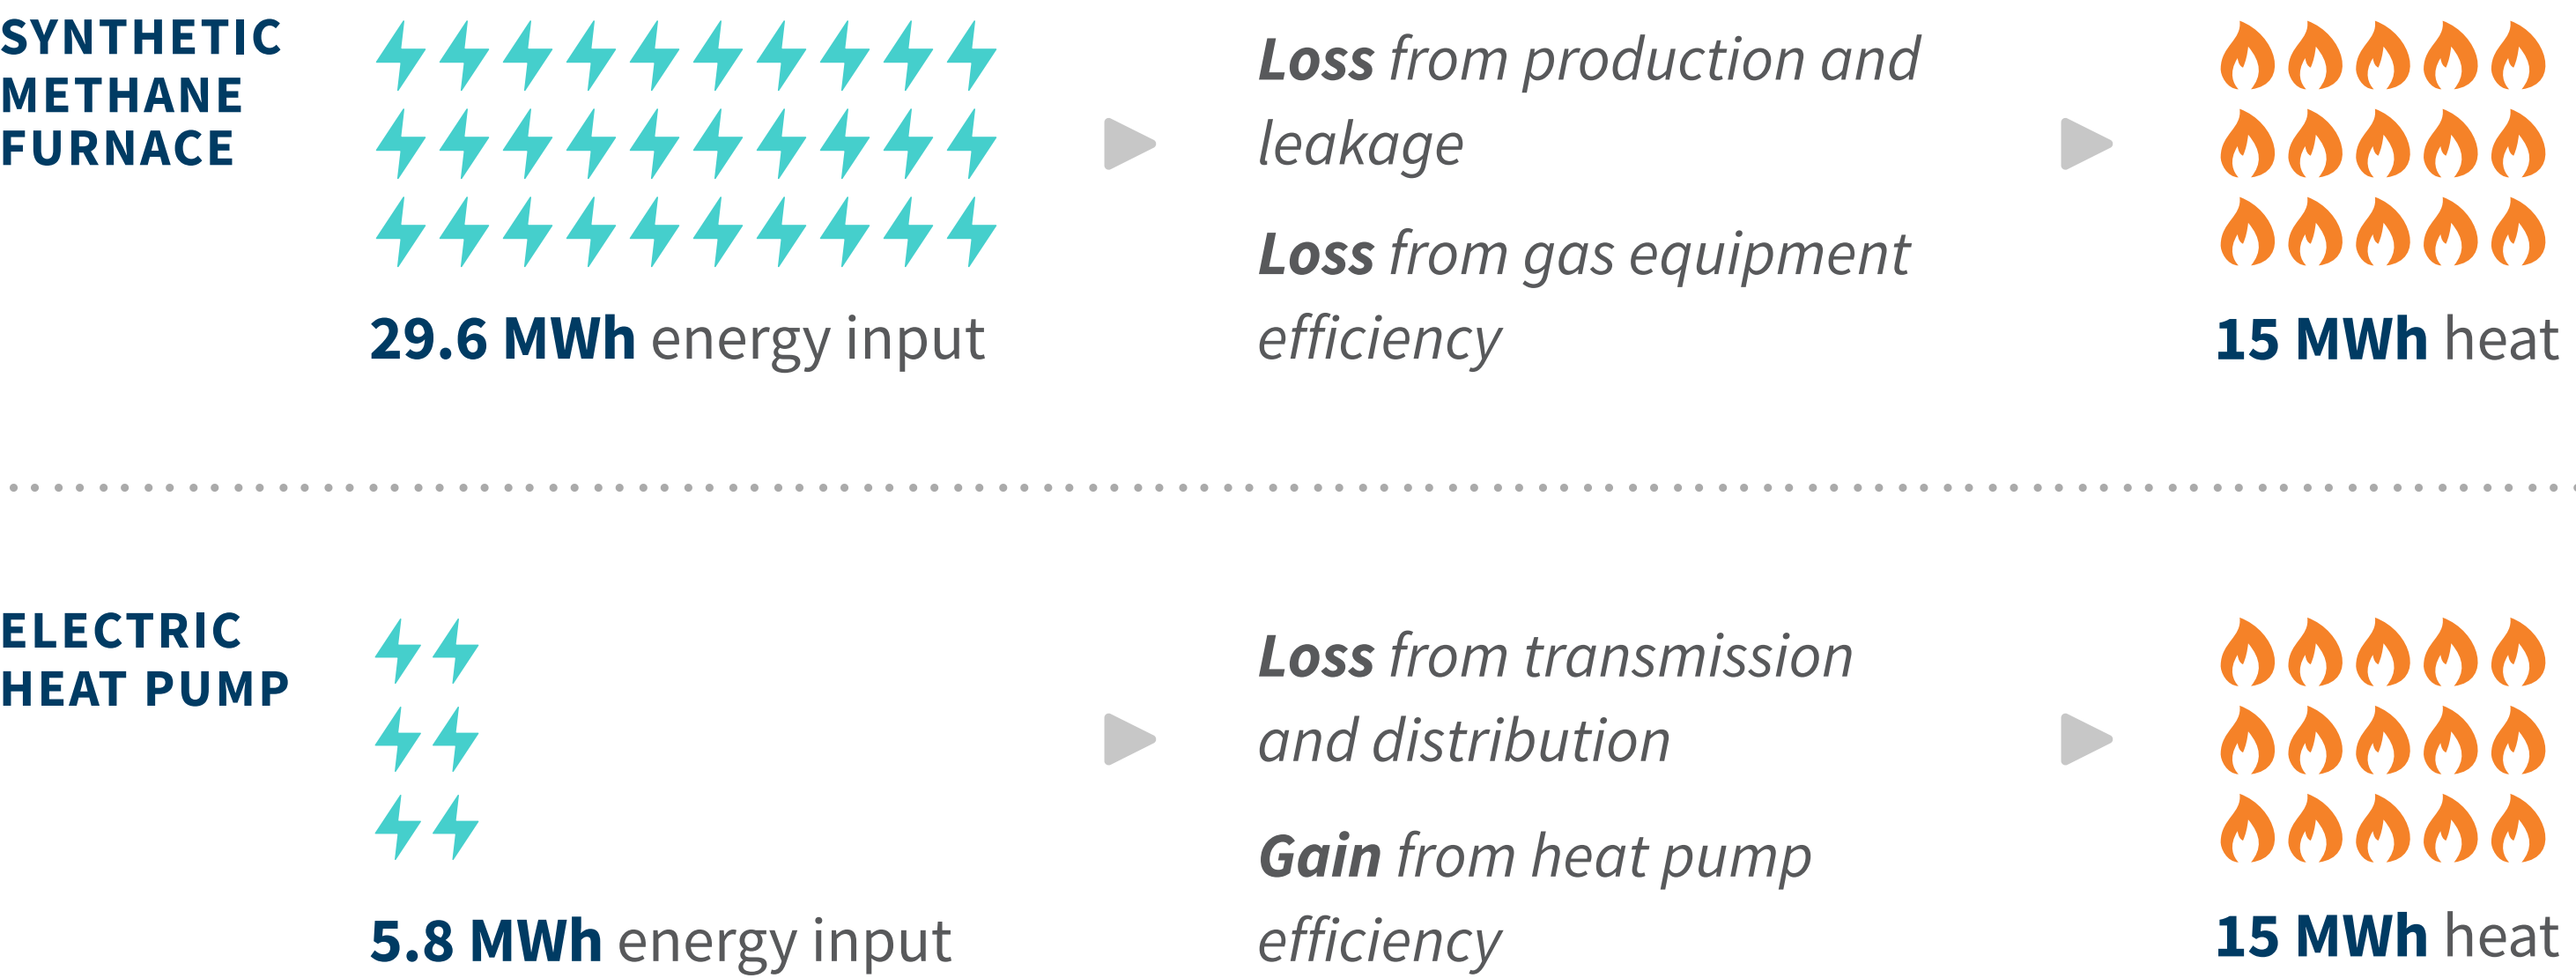 SYNTHETIC
METHANE
FURNACE
29.6 MWh energy input
Loss from production and
leakage
Loss from gas equipment
efficiency
15 MWh heat
ELECTRIC
HEAT PUMP
5.8 MWh energy input
Loss from transmission
and distribution
Gain from heat pump
efficiency
15 MWh heat